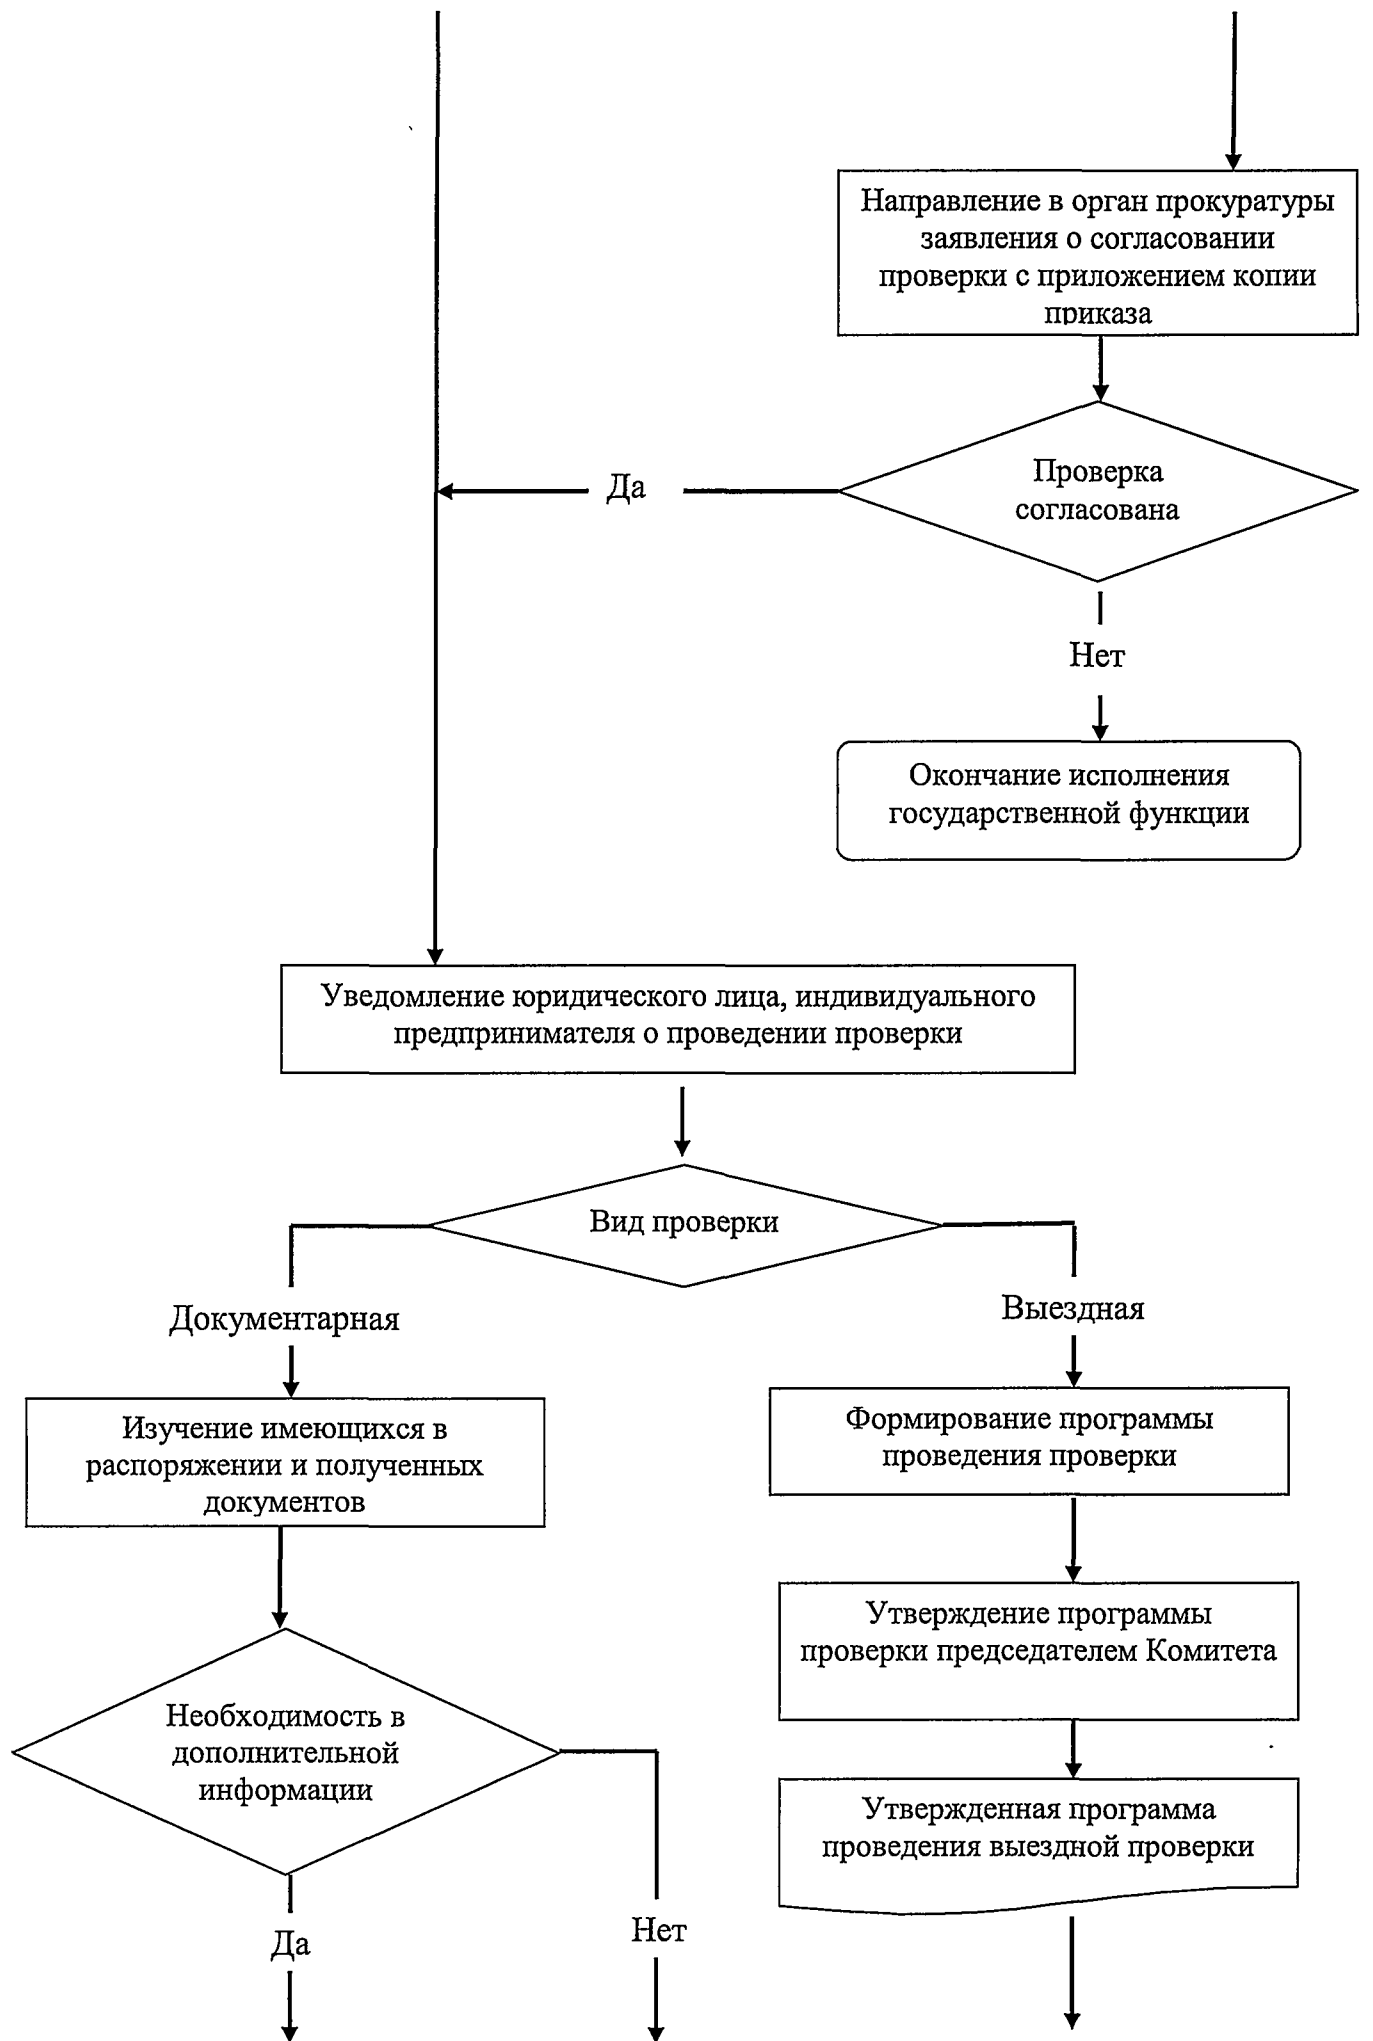 Направление в орган прокуратуры
заявления о согласовании
проверки с приложением копии
приказа
Проверка
согласована
Да
Нет
Окончание исполнения
государственной функции
Уведомление юридического лица, индивидуального
предпринимателя о проведении проверки
Вид проверки
Документарная
Выездная
Изучение имеющихся в
распоряжении и полученных
документов
Формирование программы
проведения проверки
Утверждение программы
проверки председателем Комитета
Необходимость в
дополнительной
информации
Утвержденная программа
проведения выездной проверки
Да
Нет